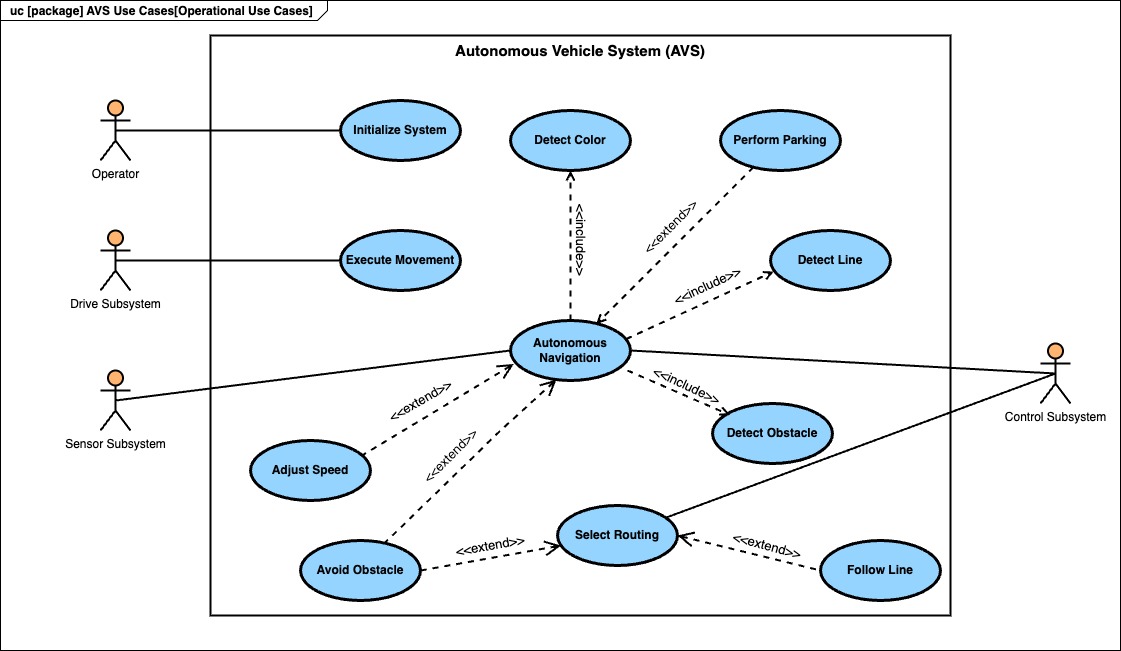 uc [package] AVS Use Cases[Operational Use Cases]
Autonomous Vehicle System (AVS)
Operator
Initialize System
Detect Color
Perform Parking
<<include>>
<<extend>>
Drive Subsystem
Execute Movement
Detect Line
<<include>>
Autonomous
Navigation
Sensor Subsystem
Control Subsystem
<<extend>>
<<include>>
<<extend>>
Adjust Speed
Detect Obstacle
Select Routing
<<extend>>
<<extend>>
Avoid Obstacle
Follow Line